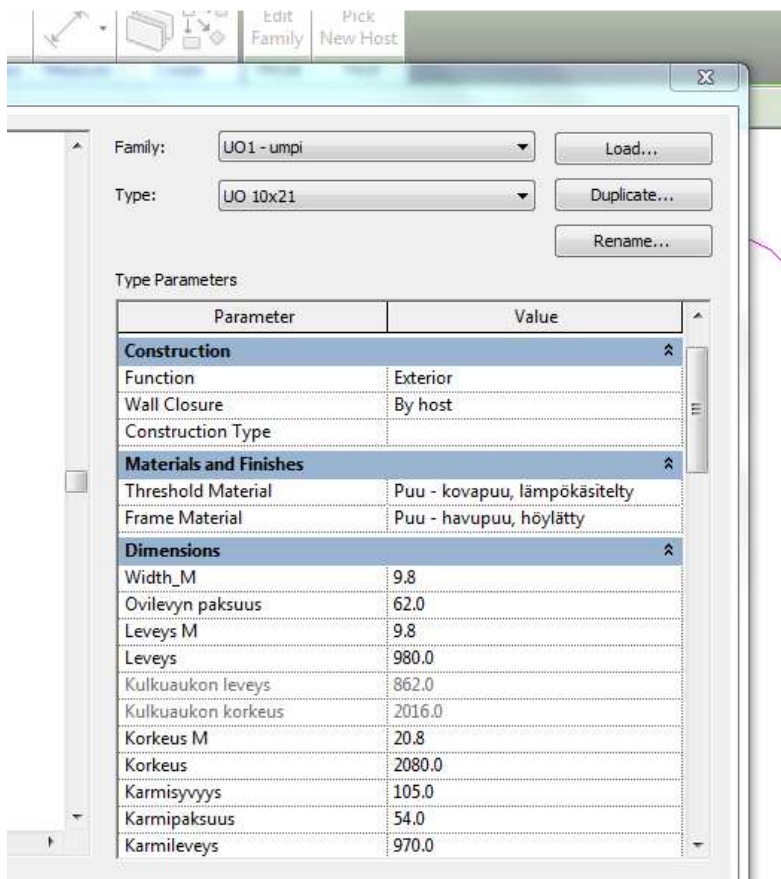 Edit
Family
Pick
New Host
Family:
UO1 - umpi
Load...
Type:
UO 10x21
Duplicate...
Rename...
Type Parameters
Parameter Value
Construction
Function Exterior
Wall Closure By host
Construction Type
Materials and Finishes
Threshold Material Puu - kovapuu, lämpökäsitelty
Frame Material Puu - havupuu, höylätty
Dimensions
Width_M 9.8
Ovilevyn paksuus 62.0
Leveys M 9.8
Leveys 980.0
Kulkuaukon leveys 862.0
Kulkuaukon korkeus 2016.0
Korkeus M 20.8
Korkeus 2080.0
Karmisyvyys 105.0
Karmipaksuus 54.0
Karmileveys 970.0